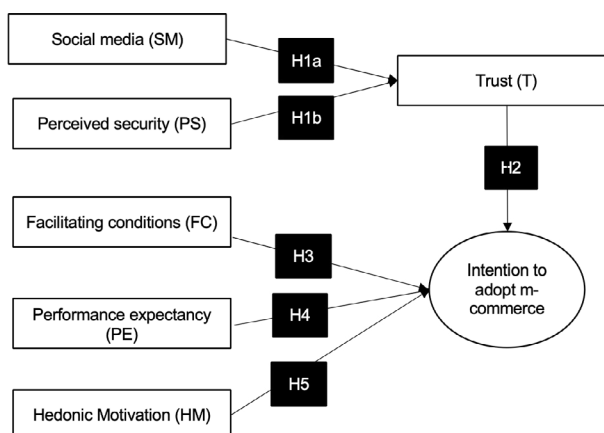 Social media (SM)
H1a
Trust (T)
Perceived security (PS)
H1b
H2
Facilitating conditions (FC)
H3
Intention to
adopt m-
commerce
Performance expectancy
(PE)
H4
H5
Hedonic Motivation (HM)